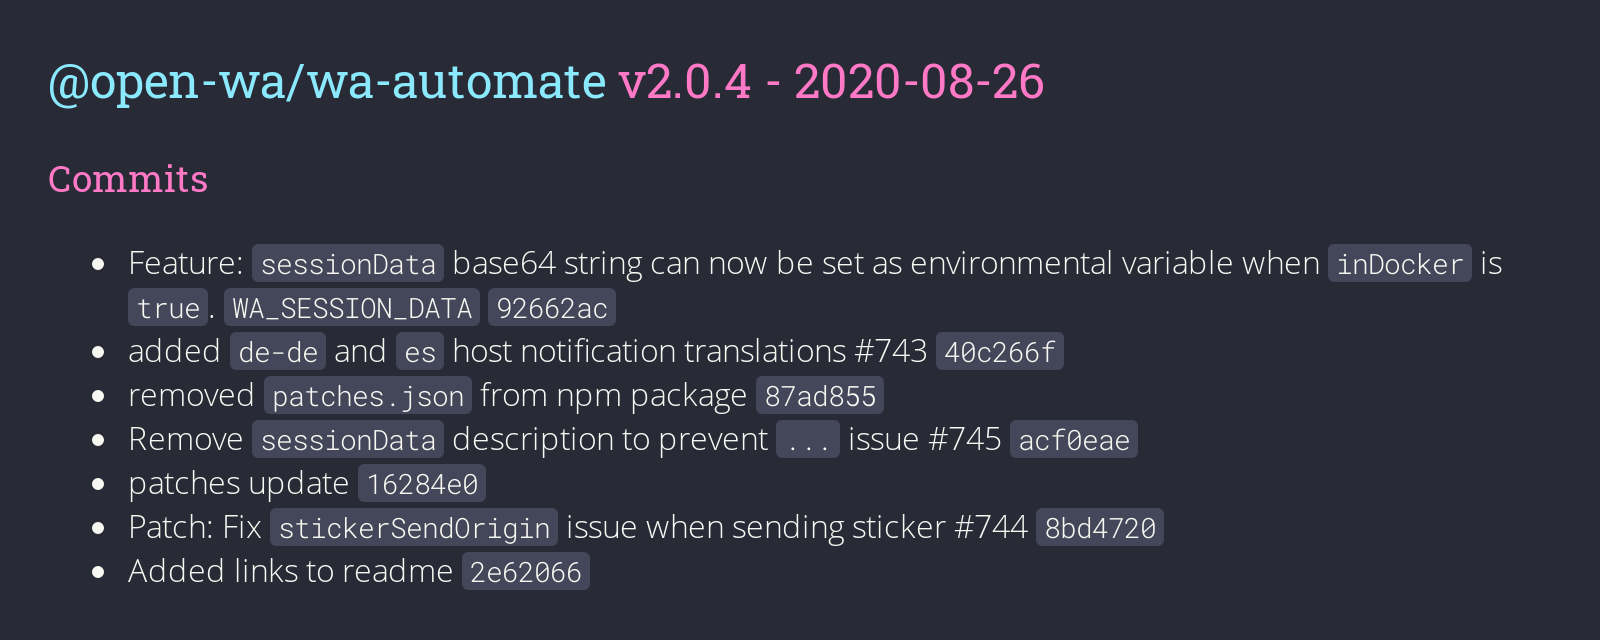 @open-wa/wa-automate v2.0.4 - 2020-08-26
Commits
Feature: sessionData base64 string can now be set as environmental variable when inDocker is
true. WA_SESSION_DATA 92662ac
added de-de and es host notification translations #743 40c266f
removed patches.json from npm package 87ad855
Remove sessionData description to prevent ... issue #745 acf0eae
patches update 16284e0
Patch: Fix stickerSendOrigin issue when sending sticker #744 8bd4720
Added links to readme 2e62066